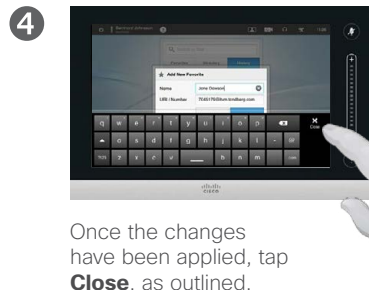 4
Add New Favorite
Name Jane Dowson
URI / Number
q w e r t y u i o p
a s d f g h j k l
z x c v b n m
Close
cisco
Once the changes
have been applied, tap
Close, as outlined.